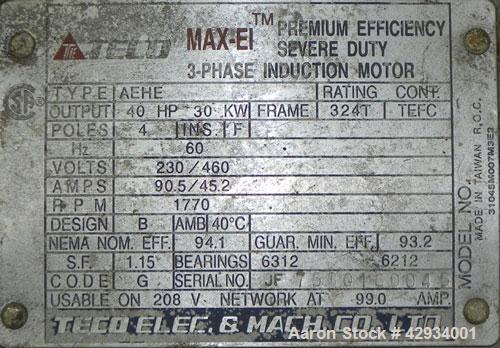 TECO MAX-EI™ PREMIUM EFFICIENCY
SEVERE DUTY
3-PHASE INDUCTION MOTOR
TYPE AEHE RATING CONT.
OUTPUT 40 HP 30 KW FRAME 324T TEFC
POLES 4 INS. F
Hz 60
VOLTS 230/460
AMPS 90.5/45.2
RPM 1770
DESIGN B AMB 40°C
NEMA NOM. EFF. 94.1 GUAR. MIN. EFF. 93.2
S.F. 1.15 BEARINGS 6312 6212
CODE G SERIAL NO. JF
USABLE ON 208 V. NETWORK AT 99.0 AMP.
TECO ELEC. & MACH. CO., LTD.
MODEL NO.
MADE IN TAIWAN R.O.C.
Aaron Stock # 42934001